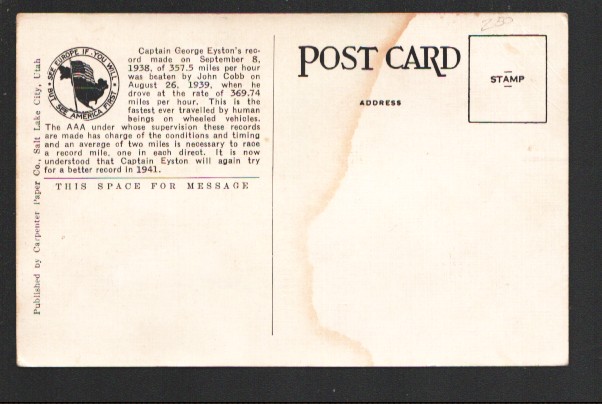 SEE EUROPE IF YOU WILL
BUT SEE AMERICA FIRST
Captain George Eyston's rec-
ord made on September 8,
1938, of 357.5 miles per hour
was beaten by John Cobb on
August 26, 1939, when he
drove at the rate of 369.74
miles per hour. This is the
fastest ever travelled by human
beings on wheeled vehicles.
The AAA under whose supervision these records
are made has charge of the conditions and timing
and an average of two miles is necessary to race
a record mile, one in each direct. It is now
understood that Captain Eyston will again try
for a better record in 1941.
THIS SPACE FOR MESSAGE
Published by Carpenter Paper Co., Salt Lake City, Utah
POST CARD
ADDRESS
STAMP